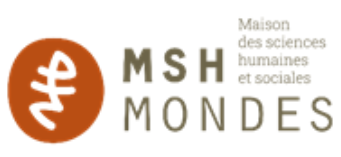 MSH
MONDES
Maison
des sciences
humaines
et sociales